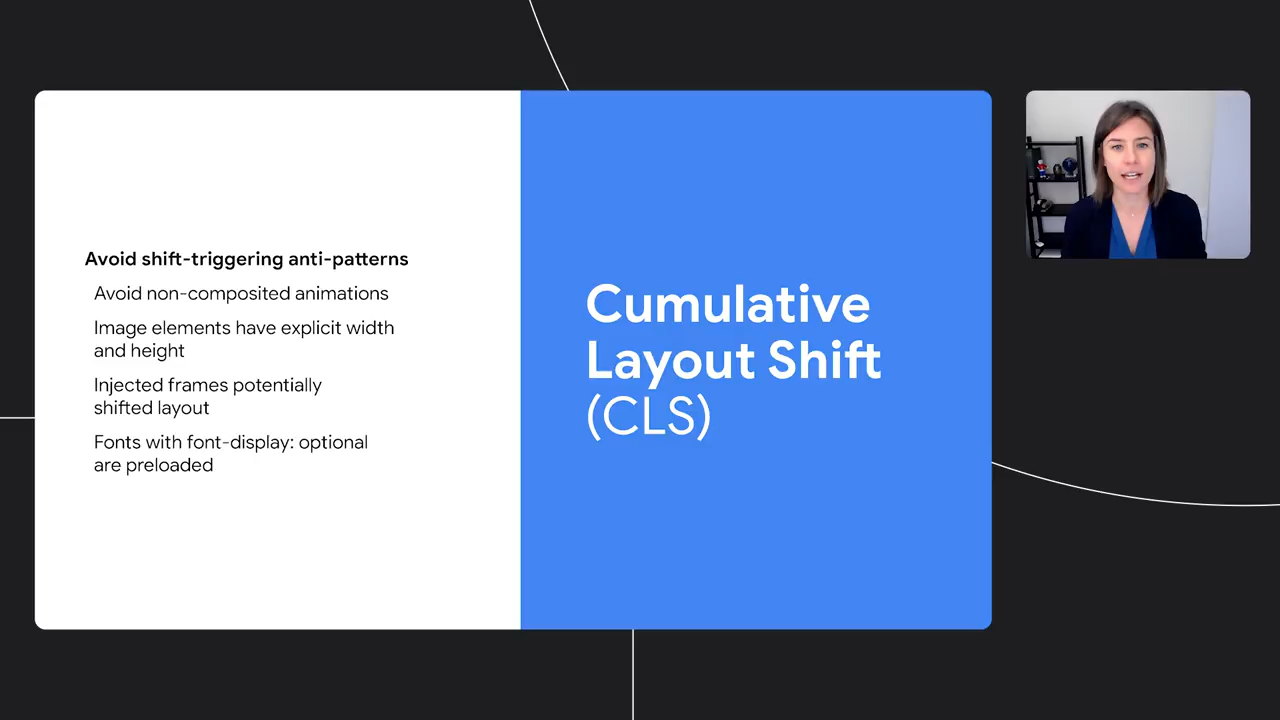 Avoid shift-triggering anti-patterns
Avoid non-composited animations
Image elements have explicit width
and height
Injected frames potentially
shifted layout
Fonts with font-display: optional
are preloaded
Cumulative
Layout Shift
(CLS)